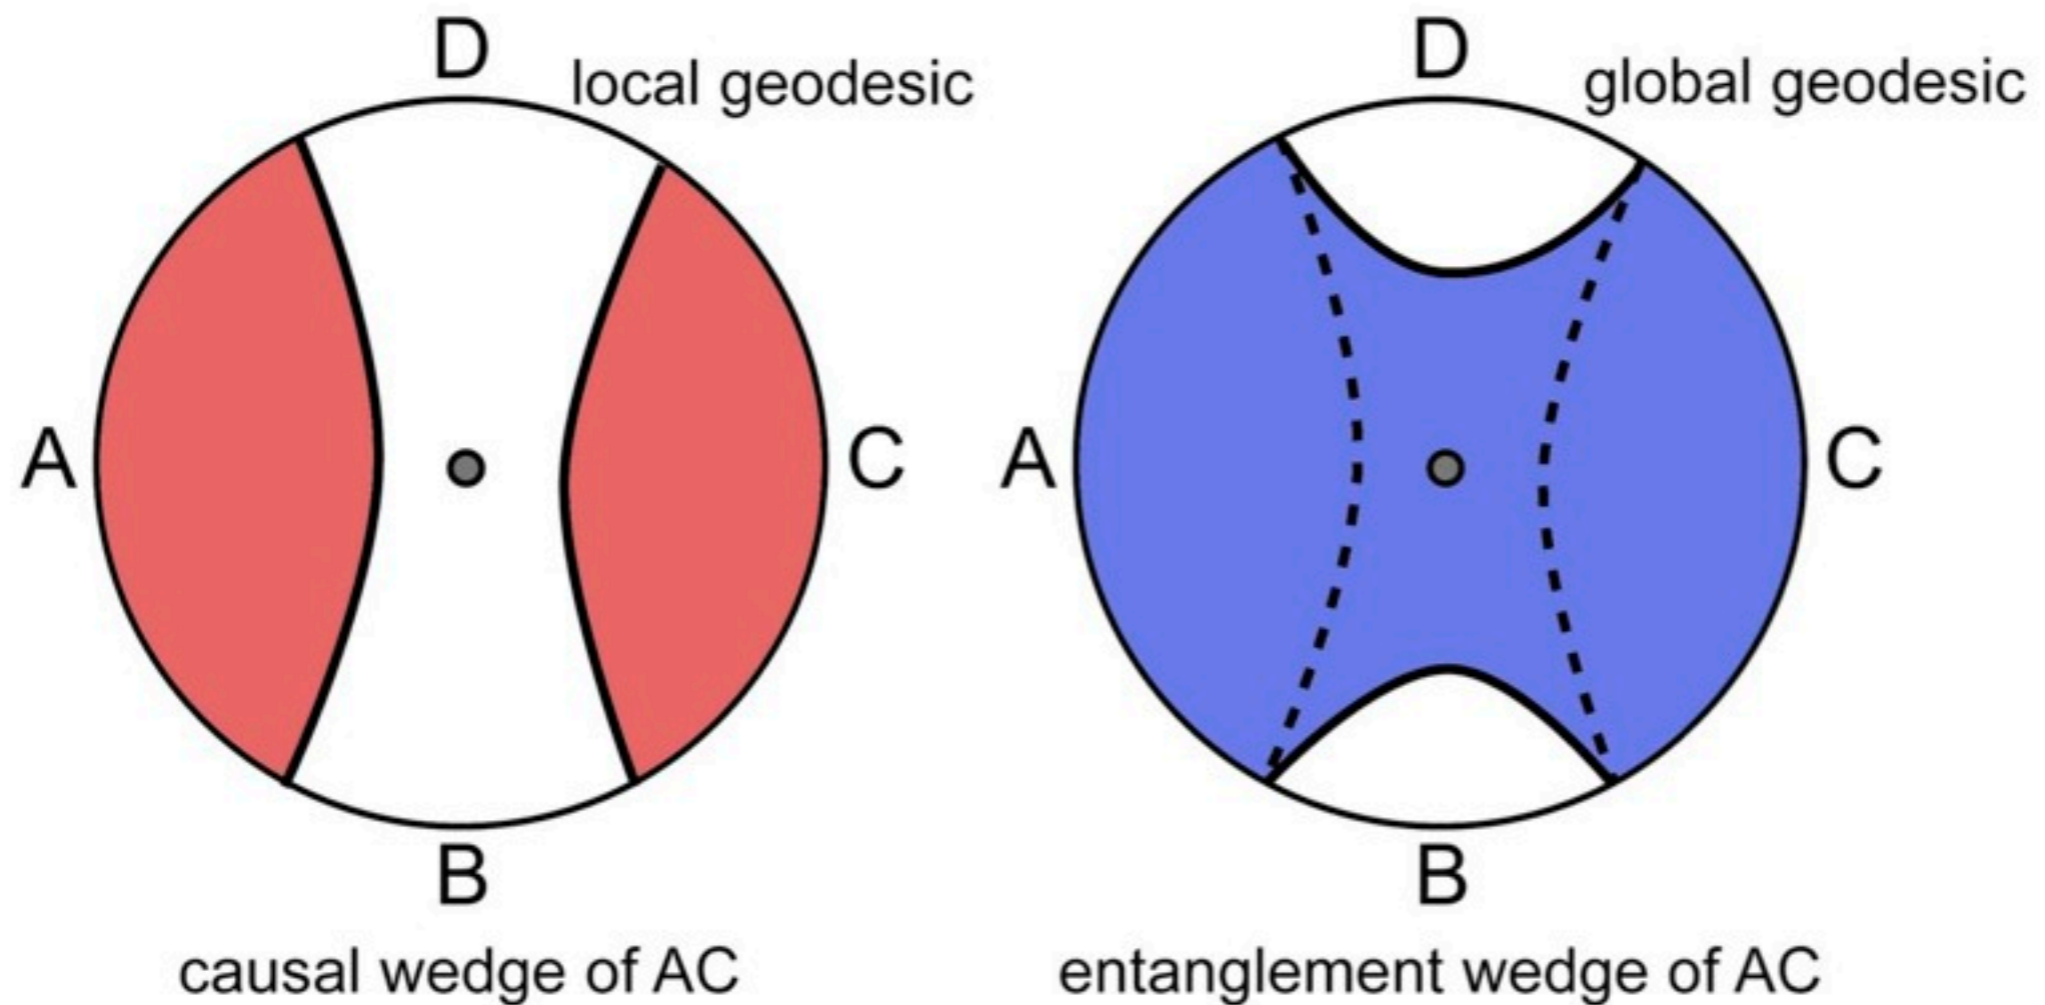 D
local geodesic
A
C
B
causal wedge of AC
D
global geodesic
A
C
B
entanglement wedge of AC